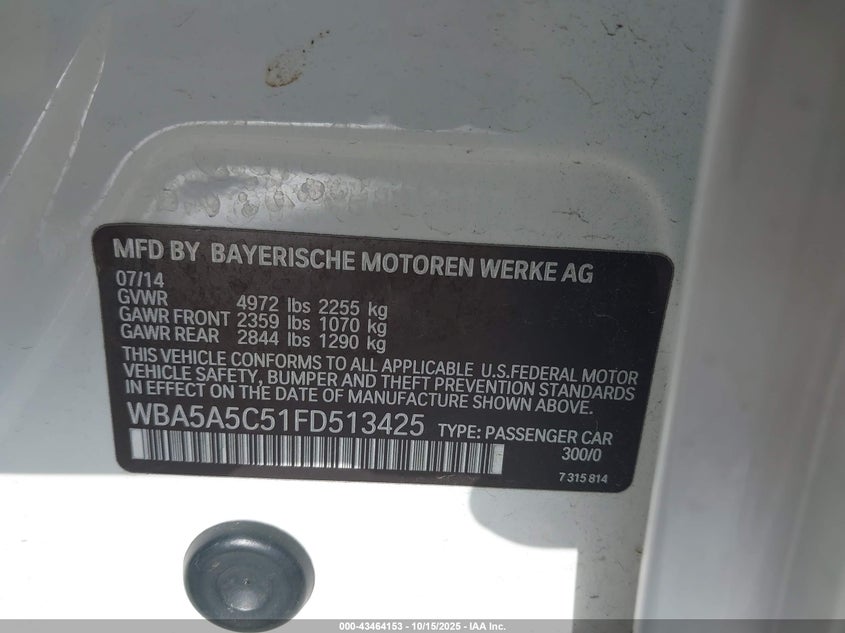 MFD BY BAYERISCHE MOTOREN WERKE AG
07/14
GVWR 4972 lbs 2255 kg
GAWR FRONT 2359 lbs 1070 kg
GAWR REAR 2844 lbs 1290 kg
THIS VEHICLE CONFORMS TO ALL APPLICABLE U.S.FEDERAL MOTOR
VEHICLE SAFETY, BUMPER AND THEFT PREVENTION STANDARDS
IN EFFECT ON THE DATE OF MANUFACTURE SHOWN ABOVE.
WBA5A5C51FD513425 TYPE: PASSENGER CAR
300/0
7 315 814
000-43464153 - 10/15/2025 - IAA Inc.